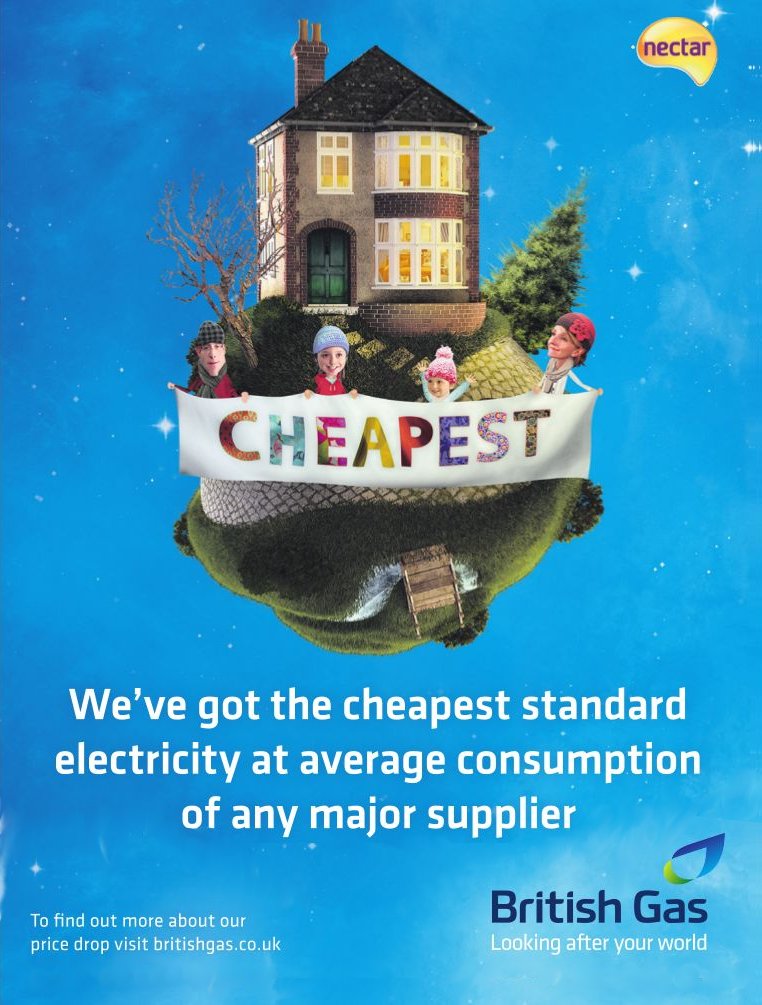 nectar
CHEAPEST
We've got the cheapest standard
electricity at average consumption
of any major supplier
To find out more about our
price drop visit britishgas.co.uk
British Gas
Looking after your world